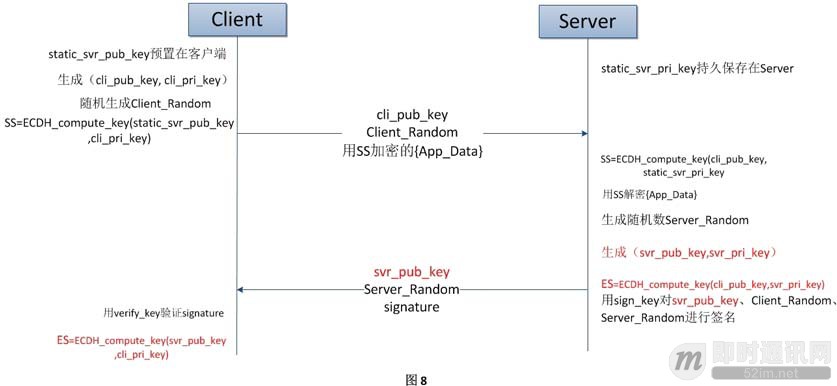 Client
Server
static_svr_pub_key预置在客户端
生成（cli_pub_key, cli_pri_key）
随机生成Client_Random
SS=ECDH_compute_key(static_svr_pub_key
,cli_pri_key)
static_svr_pri_key持久保存在Server
cli_pub_key
Client_Random
用SS加密的{App_Data}
SS=ECDH_compute_key(cli_pub_key,
static_svr_pri_key
用SS解密{App_Data}
生成随机数Server_Random
生成（svr_pub_key,svr_pri_key）
ES=ECDH_compute_key(cli_pub_key,svr_pri_key)
用sign_key对svr_pub_key、Client_Random、
Server_Random进行签名
svr_pub_key
Server_Random
signature
用verify_key验证signature
ES=ECDH_compute_key(svr_pub_key
,cli_pri_key)
图 8
m
即时通讯网
52im.net